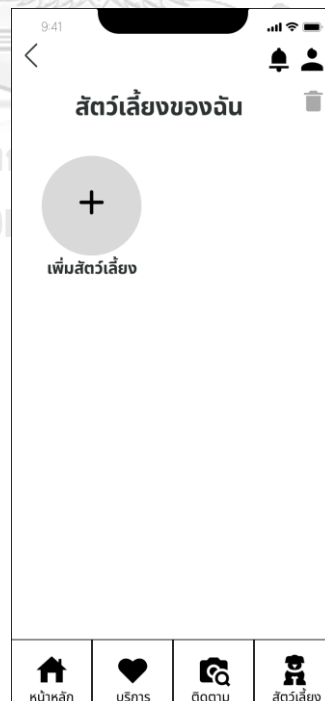 9:41
สัตว์เลี้ยงของฉัน
เพิ่มสัตว์เลี้ยง
หน้าหลัก บริการ ติดตาม สัตว์เลี้ยง